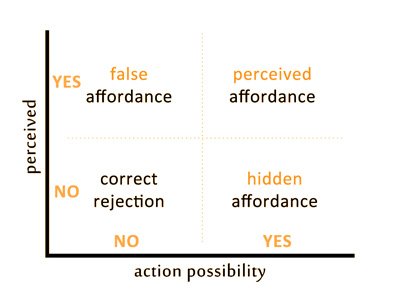 YES
false
affordance
perceived
affordance
perceived
NO
correct
rejection
hidden
affordance
NO
YES
action possibility